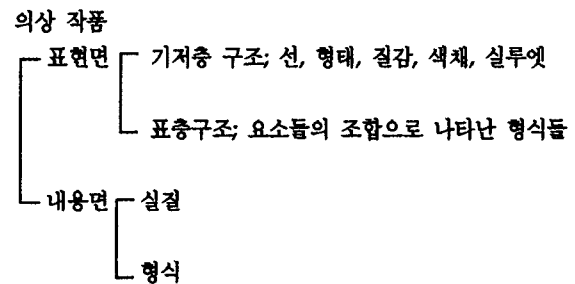 의상 작품
표현면 기저층 구조; 선, 형태, 질감, 색채, 실루엣
표층구조; 요소들의 조합으로 나타난 형식들
내용면 실질
형식